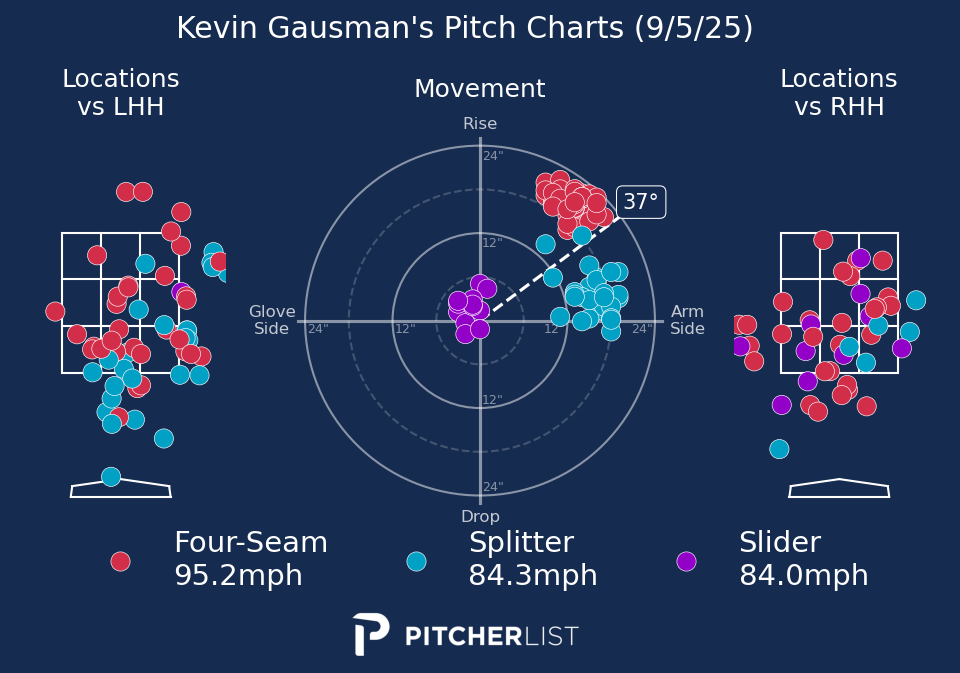 Kevin Gausman's Pitch Charts (9/5/25)
Locations
vs LHH
Movement
Locations
vs RHH
Rise
24"
37°
12"
Glove
Side
24"
12"
12"
24"
Arm
Side
12"
24"
Drop
Four-Seam
95.2mph
Splitter
84.3mph
Slider
84.0mph
PITCHERLIST